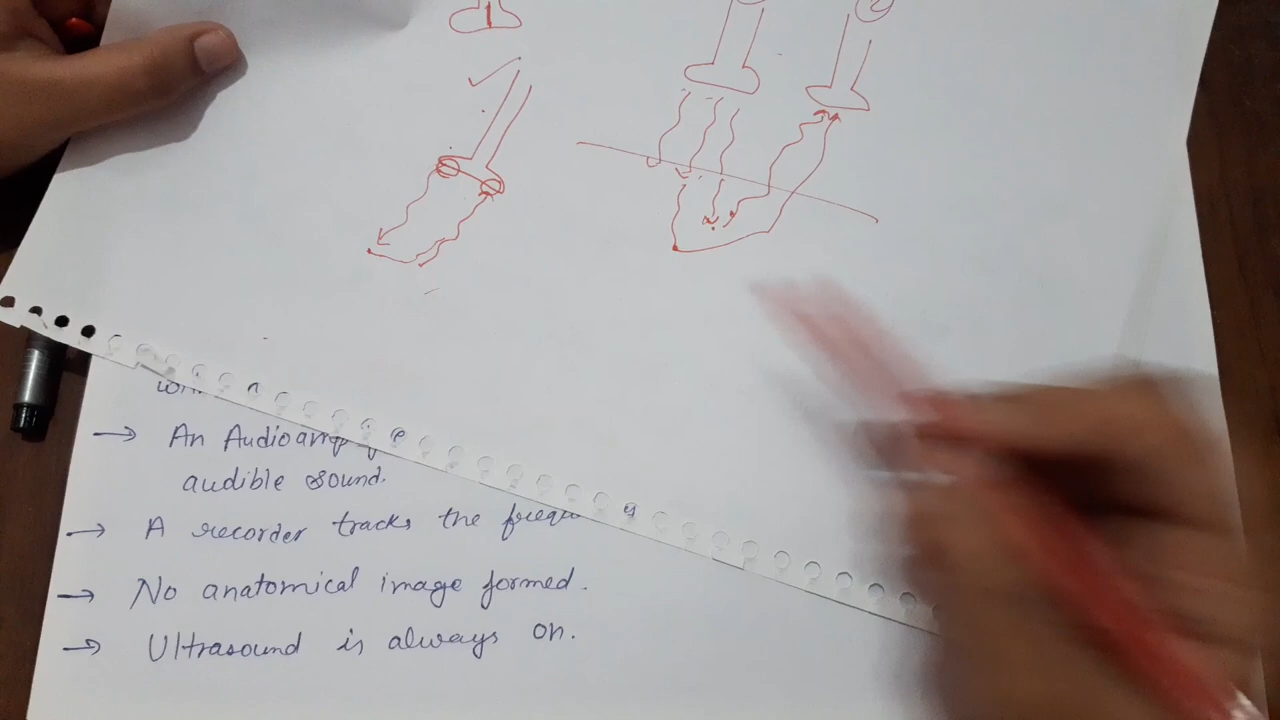 → An Audio
audible sound.
→ A recorder tracks the
→ No anatomical image formed.
→ Ultrasound is always on.